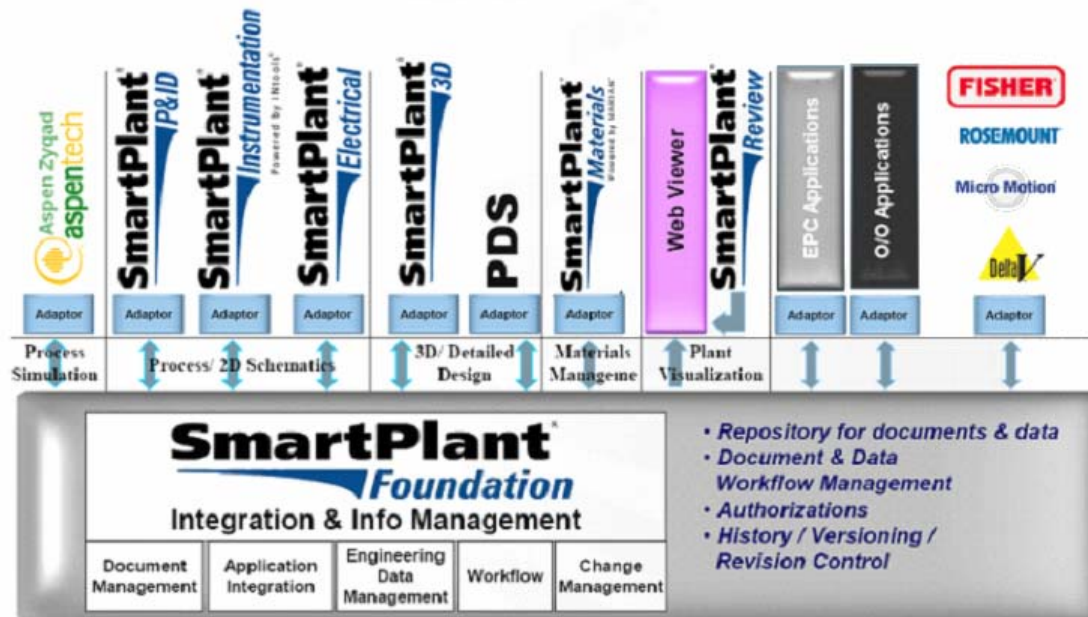 Aspen Zyqad
aspentech
SmartPlant®
P&ID
SmartPlant®
Instrumentation
Powered by INtools®
SmartPlant®
Electrical
SmartPlant®
3D
PDS
SmartPlant®
Materials
Powered by MARIAN
Web Viewer
SmartPlant®
Review
EPC Applications
O/O Applications
FISHER
ROSEMOUNT
Micro Motion
DeltaV
Adaptor
Adaptor
Adaptor
Adaptor
Adaptor
Adaptor
Adaptor
Adaptor
Adaptor
Adaptor
Process
Simulation
Process/ 2D Schematics
3D/ Detailed
Design
Materials
Manageme
Plant
Visualization
SmartPlant®
Foundation
Integration & Info Management
Document
Management
Application
Integration
Engineering
Data
Management
Workflow
Change
Management
• Repository for documents & data
• Document & Data
Workflow Management
• Authorizations
• History / Versioning /
Revision Control